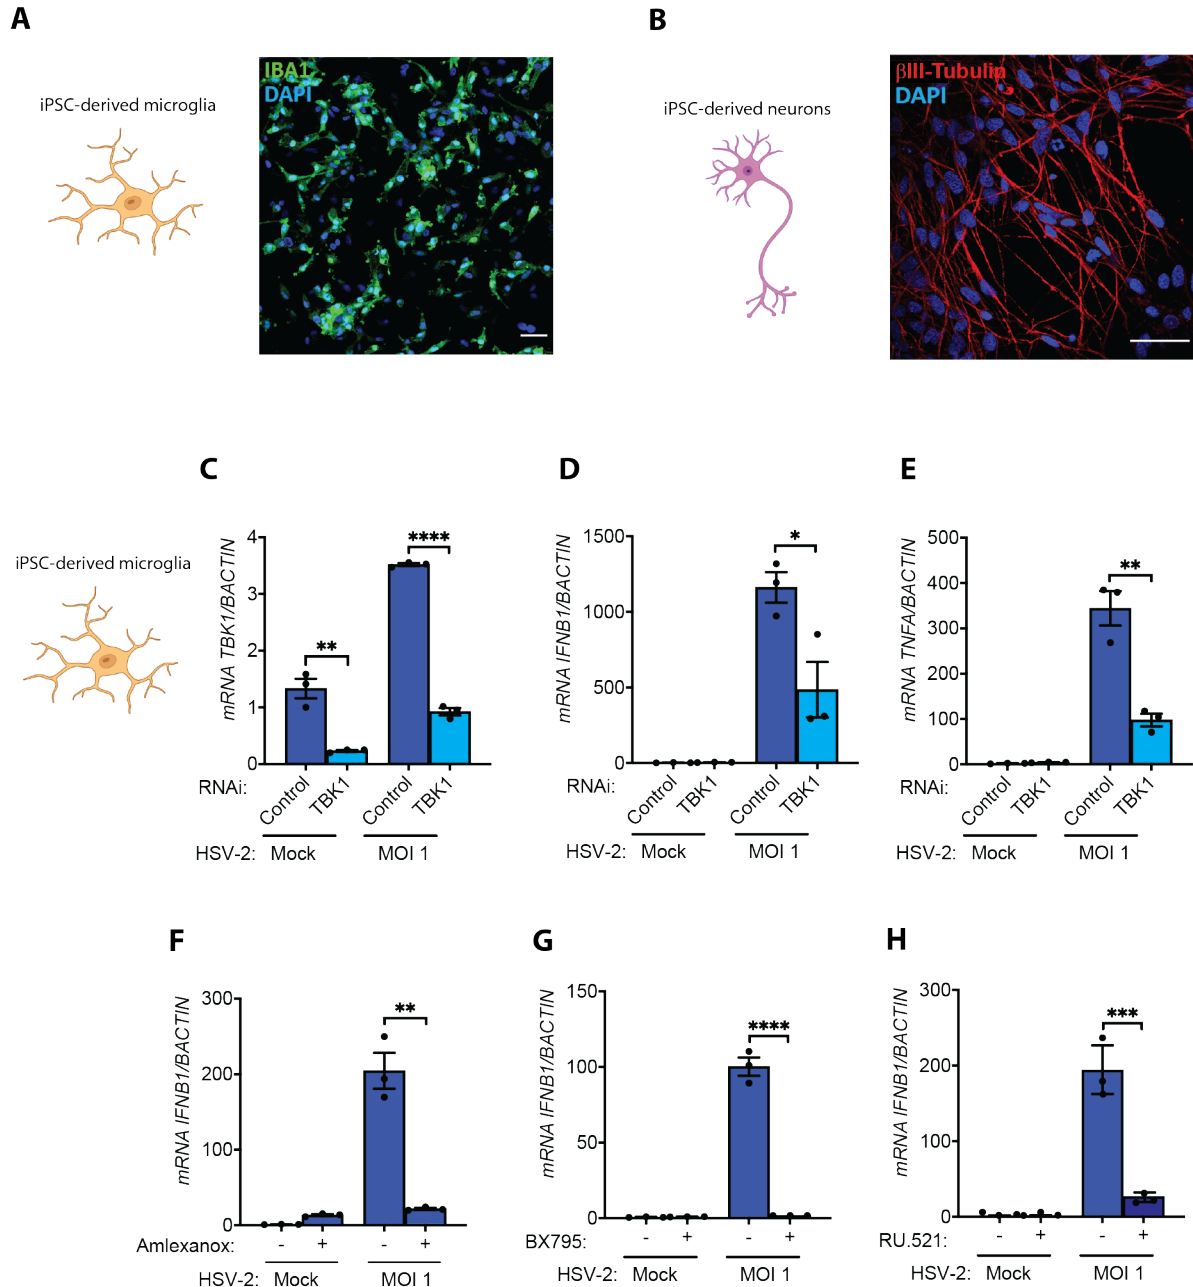 A
B
iPSC-derived microglia
IBA1
DAPI
iPSC-derived neurons
βIII-Tubulin
DAPI
C
D
E
iPSC-derived microglia
mRNA TBK1/BACTIN
4
3
2
1
0
**
****
RNAi:
Control
TBK1
Control
TBK1
HSV-2:
Mock
MOI 1
mRNA IFNB1/BACTIN
1500
1000
500
0
*
RNAi:
Control
TBK1
Control
TBK1
HSV-2:
Mock
MOI 1
mRNA TNFA/BACTIN
500
400
300
200
100
0
**
RNAi:
Control
TBK1
Control
TBK1
HSV-2:
Mock
MOI 1
F
G
H
mRNA IFNB1/BACTIN
300
200
100
0
**
Amlexanox:
- + - +
HSV-2:
Mock
MOI 1
mRNA IFNB1/BACTIN
150
100
50
0
****
BX795:
- + - +
HSV-2:
Mock
MOI 1
mRNA IFNB1/BACTIN
300
200
100
0
***
RU.521:
- + - +
HSV-2:
Mock
MOI 1